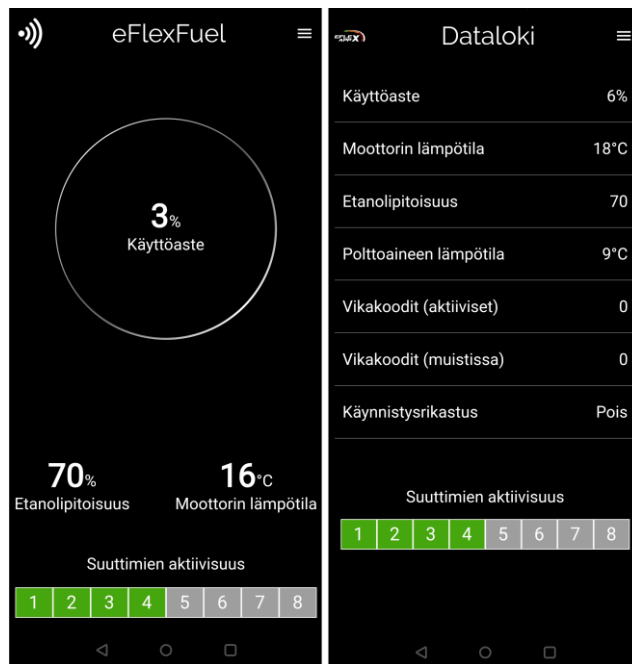 eFlexFuel
3%
Käyttöaste
70%
Etanolipitoisuus
16°C
Moottorin lämpötila
Suuttimien aktiivisuus
1 2 3 4 5 6 7 8
Dataloki
Käyttöaste 6%
Moottorin lämpötila 18°C
Etanolipitoisuus 70
Polttoaineen lämpötila 9°C
Vikakoodit (aktiiviset) 0
Vikakoodit (muistissa) 0
Käynnistysrikastus Pois
Suuttimien aktiivisuus
1 2 3 4 5 6 7 8